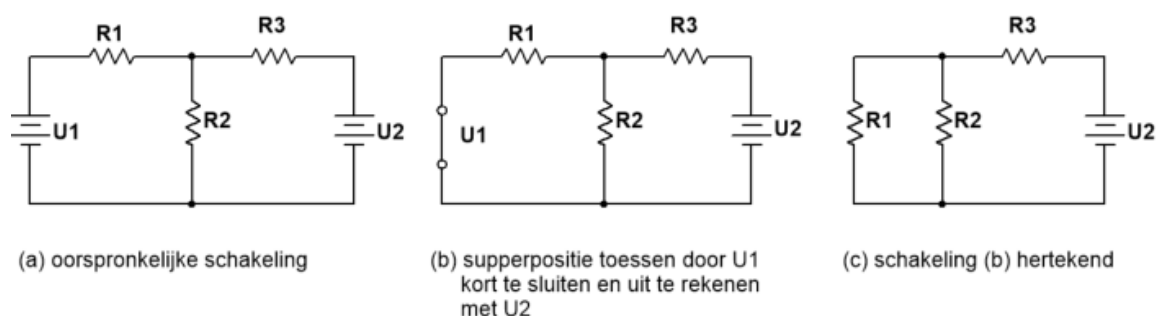 R1
R3
U1
R2
U2
(a) oorspronkelijke schakeling
R1
R3
U1
R2
U2
(b) supperpositie toessen door U1
kort te sluiten en uit te rekenen
met U2
R3
R1
R2
U2
(c) schakeling (b) hertekend